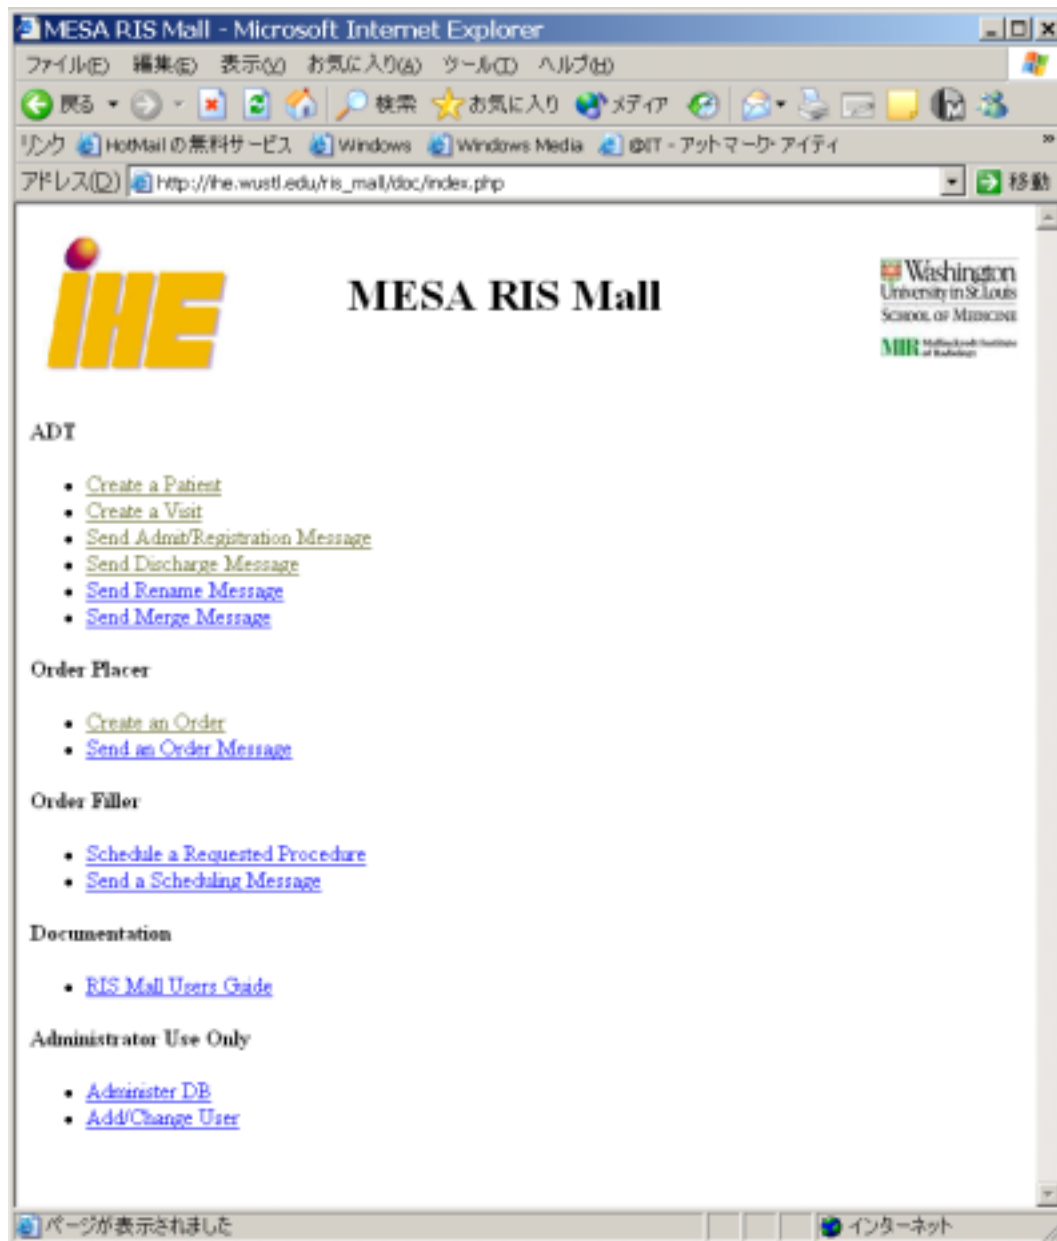 MESA RIS Mall - Microsoft Internet Explorer
ファイル(E) 編集(E) 表示(V) お気に入り(A) ツール(T) ヘルプ(H)
戻る 検索 お気に入り メディア
リンク HotMail の無料サービス Windows Windows Media @IT - アットマーク・アイティ »
アドレス(D) http://ihe.wustl.edu/ris_mall/doc/index.php 移動
IHE
MESA RIS Mall
Washington
University in St. Louis
SCHOOL OF MEDICINE
MIR Mallinckrodt Institute
of Radiology
ADT
• Create a Patient
• Create a Visit
• Send Admit/Registration Message
• Send Discharge Message
• Send Rename Message
• Send Merge Message
Order Placer
• Create an Order
• Send an Order Message
Order Filler
• Schedule a Requested Procedure
• Send a Scheduling Message
Documentation
• RIS Mall Users Guide
Administrator Use Only
• Administer DB
• Add/Change User
ページが表示されました インターネット